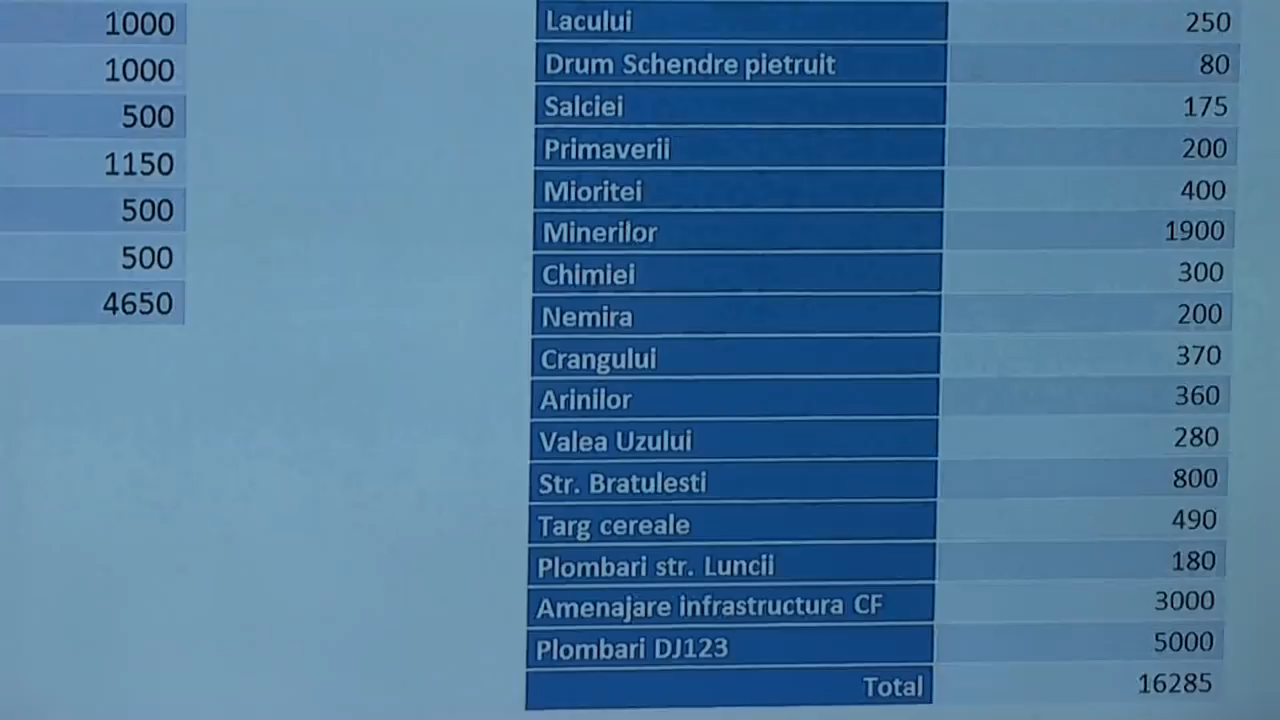 1000
1000
500
1150
500
500
4650
Lacului 250
Drum Schendre pietruit 80
Salciei 175
Primaverii 200
Mioritei 400
Minerilor 1900
Chimiei 300
Nemira 200
Crangului 370
Arinilor 360
Valea Uzului 280
Str. Bratulesti 800
Targ cereale 490
Plombari str. Luncii 180
Amenajare infrastructura CF 3000
Plombari DJ123 5000
Total 16285